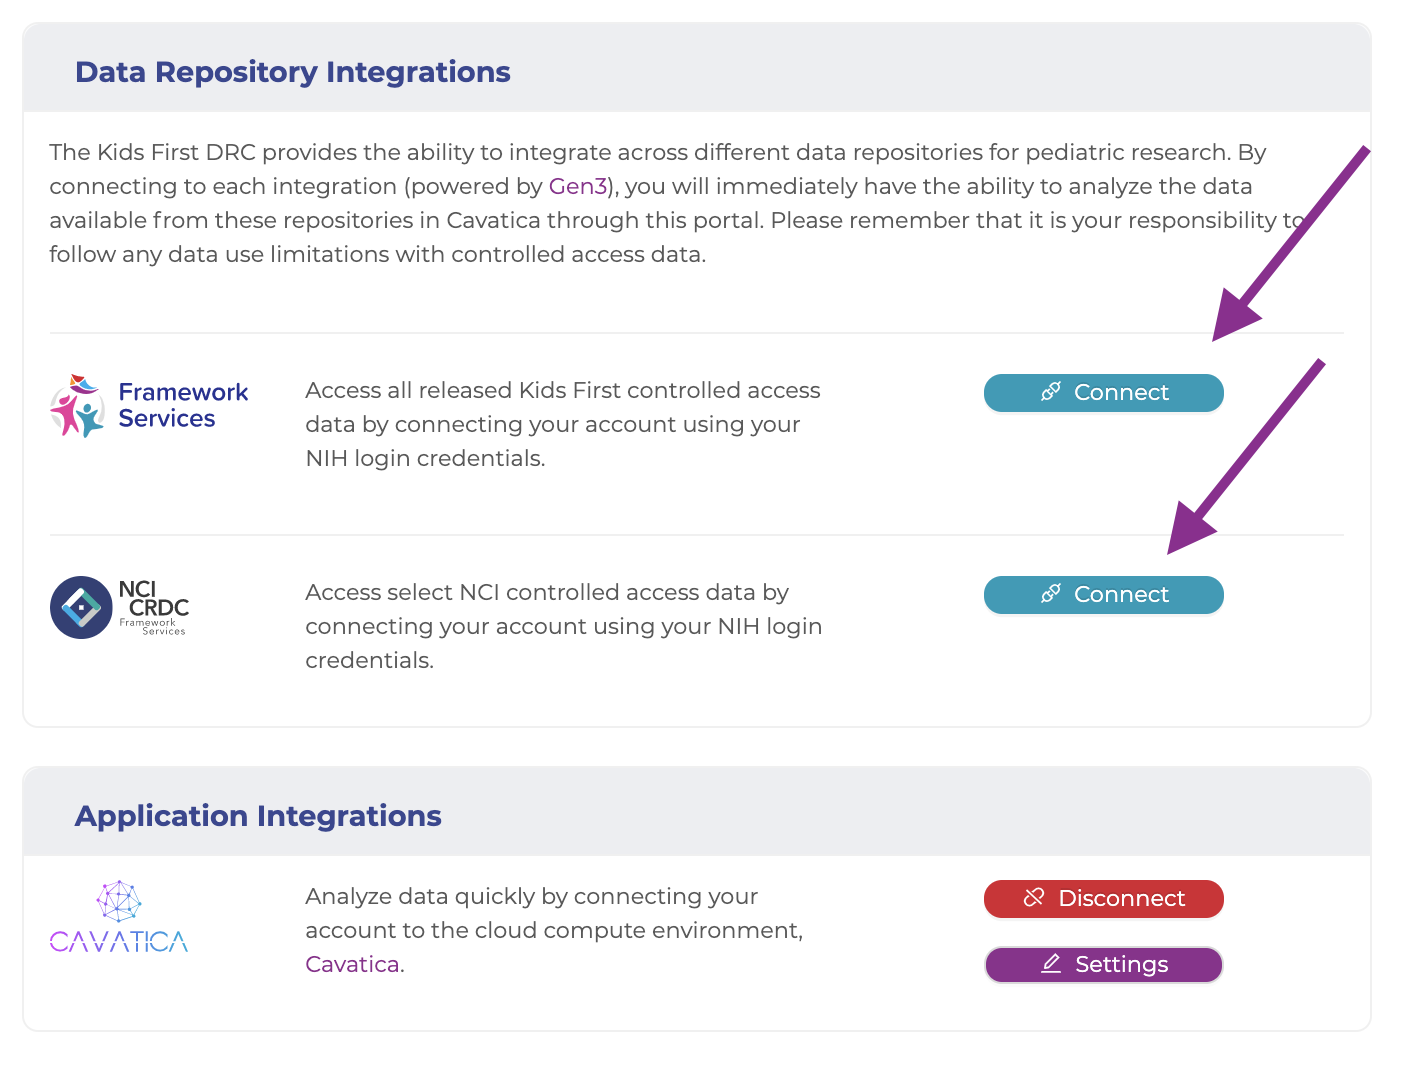 Data Repository Integrations
The Kids First DRC provides the ability to integrate across different data repositories for pediatric research. By
connecting to each integration (powered by Gen3), you will immediately have the ability to analyze the data
available from these repositories in Cavatica through this portal. Please remember that it is your responsibility to
follow any data use limitations with controlled access data.
Framework
Services
Access all released Kids First controlled access
data by connecting your account using your
NIH login credentials.
Connect
NCI
CRDC
Framework
Services
Access select NCI controlled access data by
connecting your account using your NIH login
credentials.
Connect
Application Integrations
CAVATICA
Analyze data quickly by connecting your
account to the cloud compute environment,
Cavatica.
Disconnect
Settings